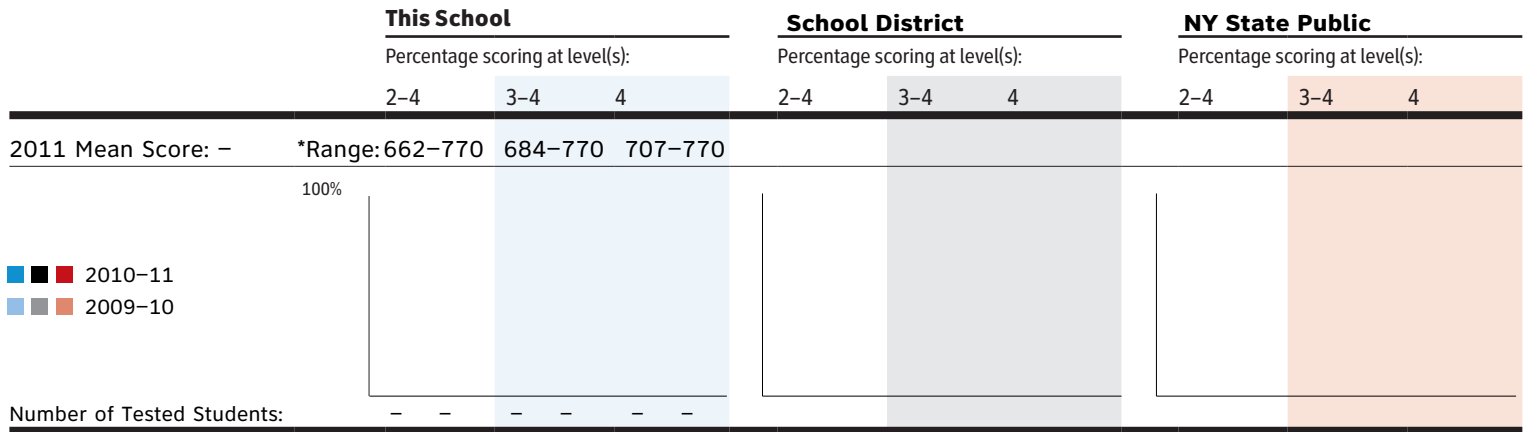 This School School District NY State Public
Percentage scoring at level(s): Percentage scoring at level(s): Percentage scoring at level(s):
2–4 3–4 4 2–4 3–4 4 2–4 3–4 4
2011 Mean Score: – *Range: 662–770 684–770 707–770
100%
2010–11
2009–10
Number of Tested Students: – – – – – –